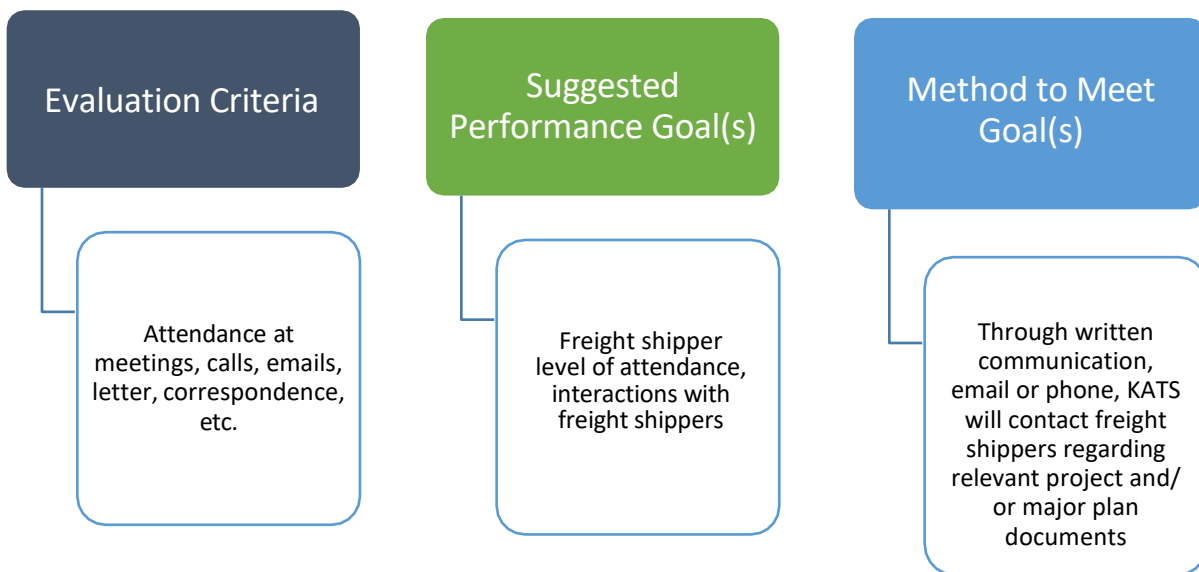 Evaluation Criteria
Attendance at
meetings, calls, emails,
letter, correspondence,
etc.
Suggested
Performance Goal(s)
Freight shipper
level of attendance,
interactions with
freight shippers
Method to Meet
Goal(s)
Through written
communication,
email or phone, KATS
will contact freight
shippers regarding
relevant project and/
or major plan
documents